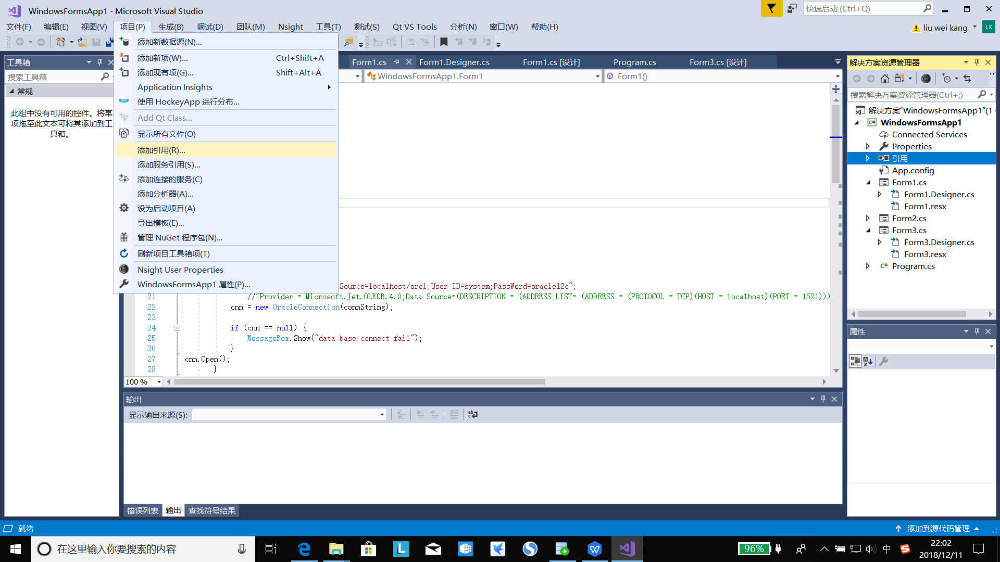 WindowsFormsApp1 - Microsoft Visual Studio
快速启动 (Ctrl+Q)
文件(F) 编辑(E) 视图(V) 项目(P) 生成(B) 调试(D) 团队(M) Nsight 工具(T) 测试(S) Qt VS Tools 分析(N) 窗口(W) 帮助(H)
liu wei kang
LK
工具箱
搜索工具箱
常规
此组中没有可用的控件。将某
项拖至此文本可将其添加到工
具箱。
添加新数据源(N)...
添加新项(W)... Ctrl+Shift+A
添加现有项(G)... Shift+Alt+A
Application Insights
使用 HockeyApp 进行分布...
Add Qt Class...
显示所有文件(O)
添加引用(R)...
添加服务引用(S)...
添加连接的服务(C)
添加分析器(A)...
设为启动项目(A)
导出模板(E)...
管理 NuGet 程序包(N)...
刷新项目工具箱项(T)
Nsight User Properties
WindowsFormsApp1 属性(P)...
Form1.cs Form1.Designer.cs Form1.cs [设计] Program.cs Form3.cs [设计]
WindowsFormsApp1.Form1 Form1()
Source=localhost/orcl;User ID=system;PassWord=oracle12c";
21 //"Provider = Microsoft.Jet.OLEDB.4.0;Data Source=(DESCRIPTION = (ADDRESS_LIST= (ADDRESS = (PROTOCOL = TCP)(HOST = localhost)(PORT = 1521)))
22 cnn = new OracleConnection(connString);
23
24 if (cnn == null) {
25 MessageBox.Show("data base connect fail");
26 }
27 cnn.Open();
28 }
100 %
输出
显示输出来源(S):
错误列表 输出 查找符号结果
解决方案资源管理器
搜索解决方案资源管理器(Ctrl+;)
解决方案"WindowsFormsApp1"(1
WindowsFormsApp1
Connected Services
Properties
引用
App.config
Form1.cs
Form1.Designer.cs
Form1.resx
Form2.cs
Form3.cs
Form3.Designer.cs
Form3.resx
Program.cs
属性
就绪
添加到源代码管理
在这里输入你要搜索的内容
96%
中
22:02
2018/12/11